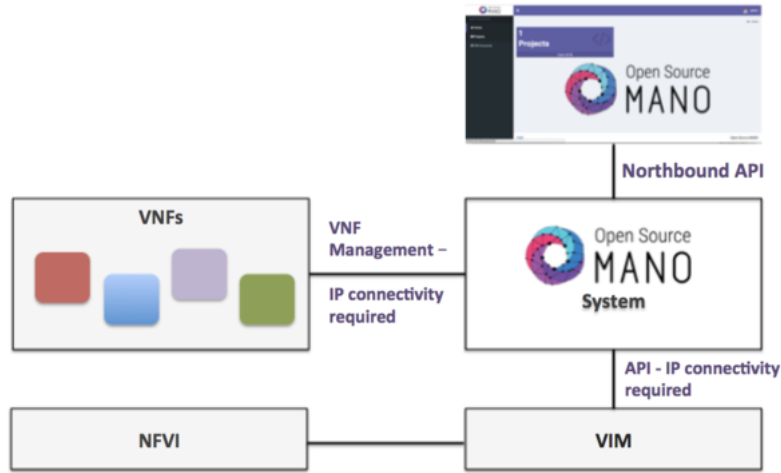 1
Projects
Open Source
MANO
Northbound API
VNFs
VNF
Management –
IP connectivity
required
Open Source
MANO
System
API - IP connectivity
required
NFVI
VIM